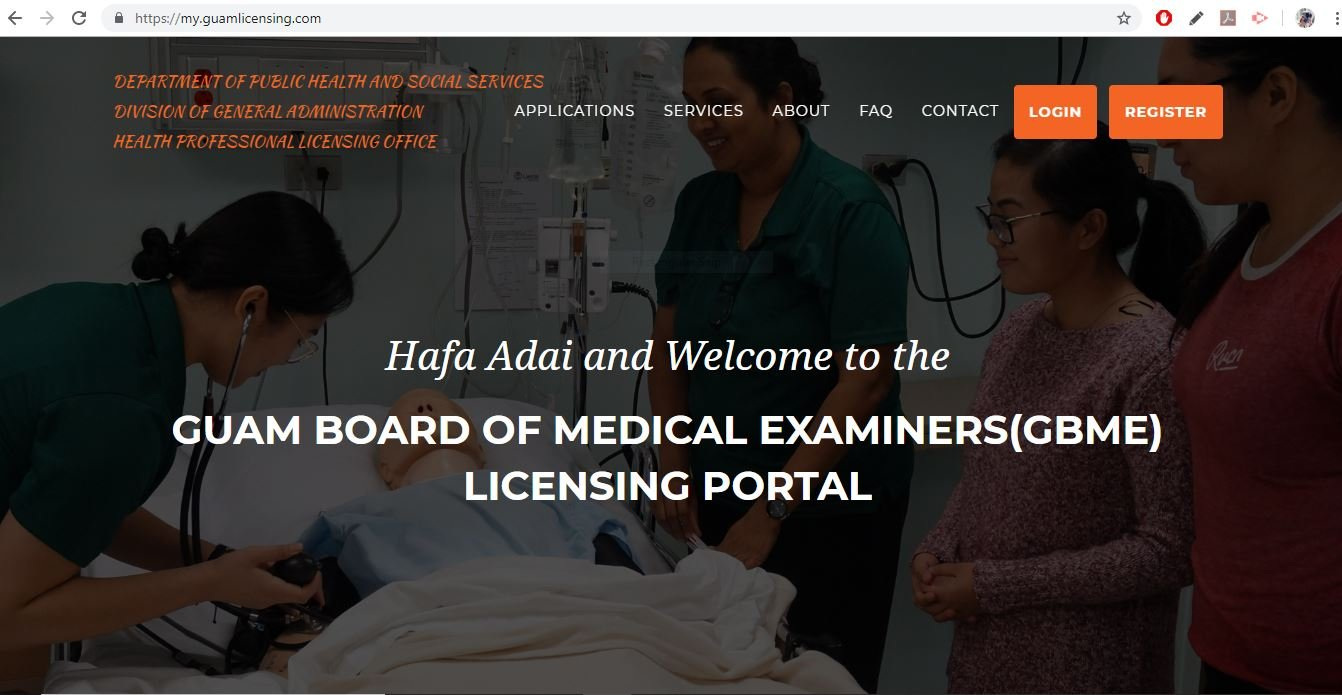 https://my.guamlicensing.com
DEPARTMENT OF PUBLIC HEALTH AND SOCIAL SERVICES
DIVISION OF GENERAL ADMINISTRATION
HEALTH PROFESSIONAL LICENSING OFFICE
APPLICATIONS SERVICES ABOUT FAQ CONTACT LOGIN REGISTER
Hafa Adai and Welcome to the
GUAM BOARD OF MEDICAL EXAMINERS(GBME)
LICENSING PORTAL